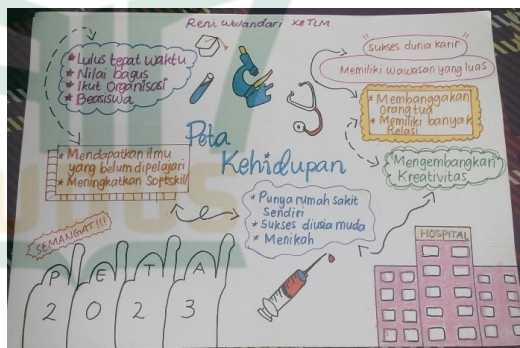 Reni Wulandari XII TLM
* Lulus tepat waktu
* Nilai bagus
* Ikut organisasi
* Beasiswa
Sukses dunia karir
Memiliki wawasan yang luas
* Membanggakan
orang tua
* Memiliki banyak
Relasi
Peta
Kehidupan
* Mendapatkan ilmu
yang belum dipelajari
* Meningkatkan Softskill
Mengembangkan
Kreativitas
* Punya rumah sakit
Sendiri
* Sukses diusia muda
* Menikah
SEMANGAT!!!
HOSPITAL
P E T A
2 0 2 3